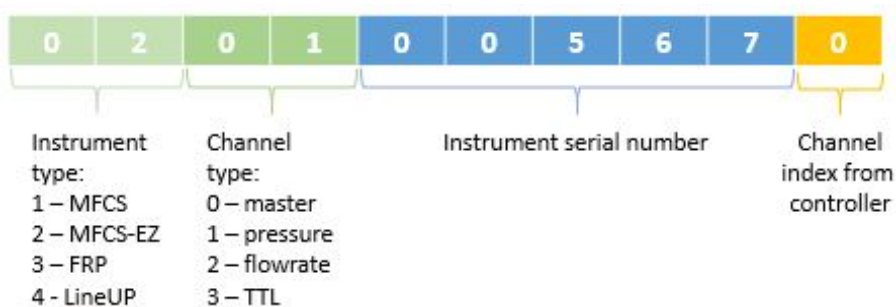 0 2 0 1 0 0 5 6 7 0
Instrument type:
1 – MFCS
2 – MFCS-EZ
3 – FRP
4 - LineUP
Channel type:
0 – master
1 – pressure
2 – flowrate
3 – TTL
Instrument serial number
Channel index from controller